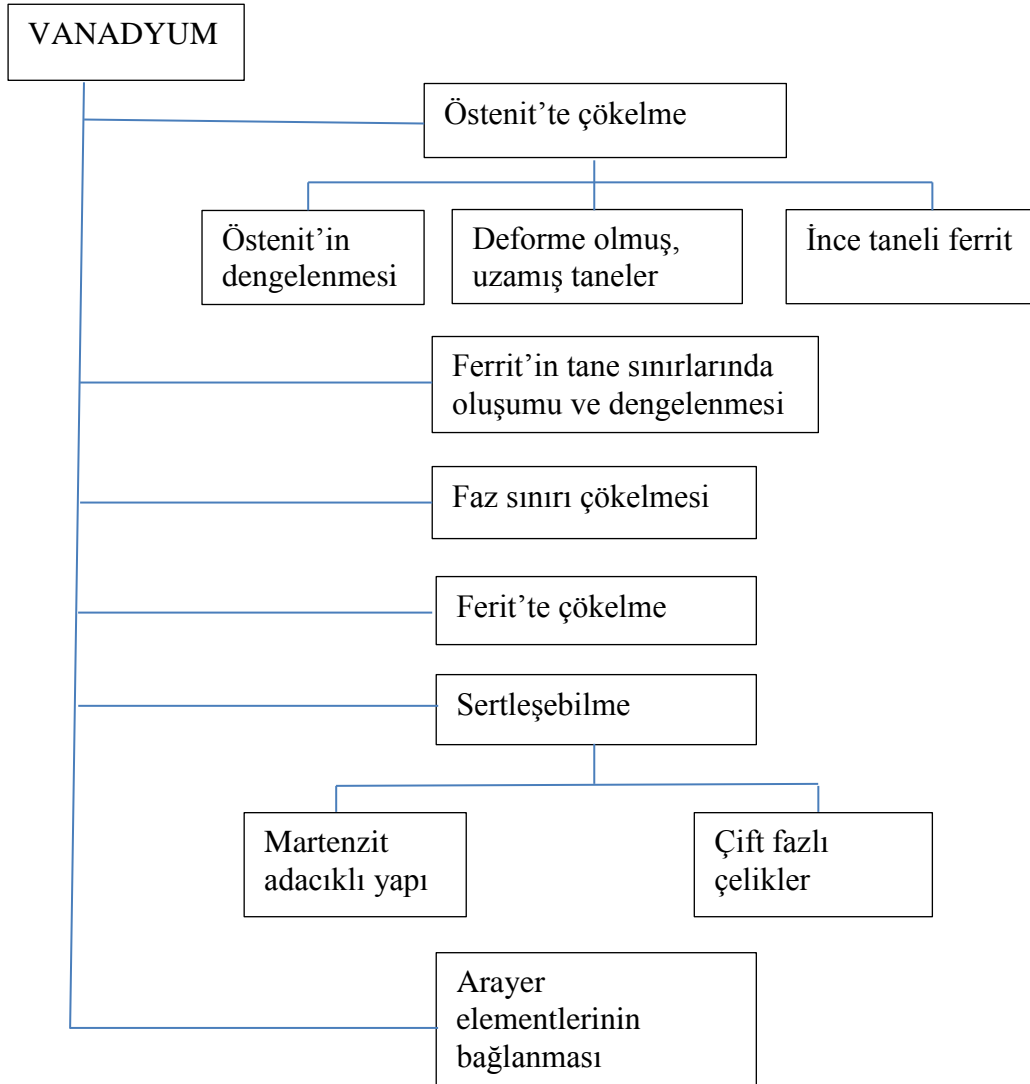 VANADYUM
Östenit’te çökelme
Östenit’in
dengelenmesi
Deforme olmuş,
uzamış taneler
İnce taneli ferrit
Ferrit’in tane sınırlarında
oluşumu ve dengelenmesi
Faz sınırı çökelmesi
Ferit’te çökelme
Sertleşebilme
Martenzit
adacıklı yapı
Çift fazlı
çelikler
Arayer
elementlerinin
bağlanması